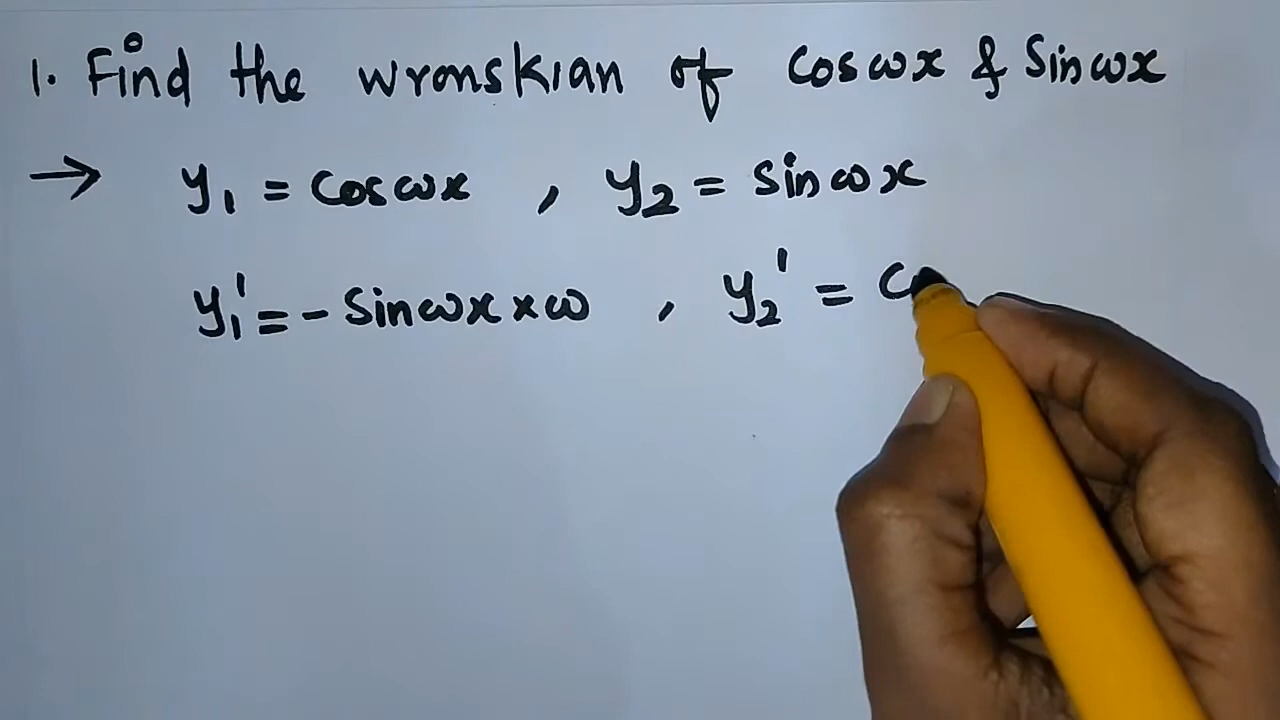 1. Find the wronskian of cosωx & Sinωx
→ y₁ = cosωx , y₂ = sinωx
y₁' = - sinωx × ω , y₂' = c